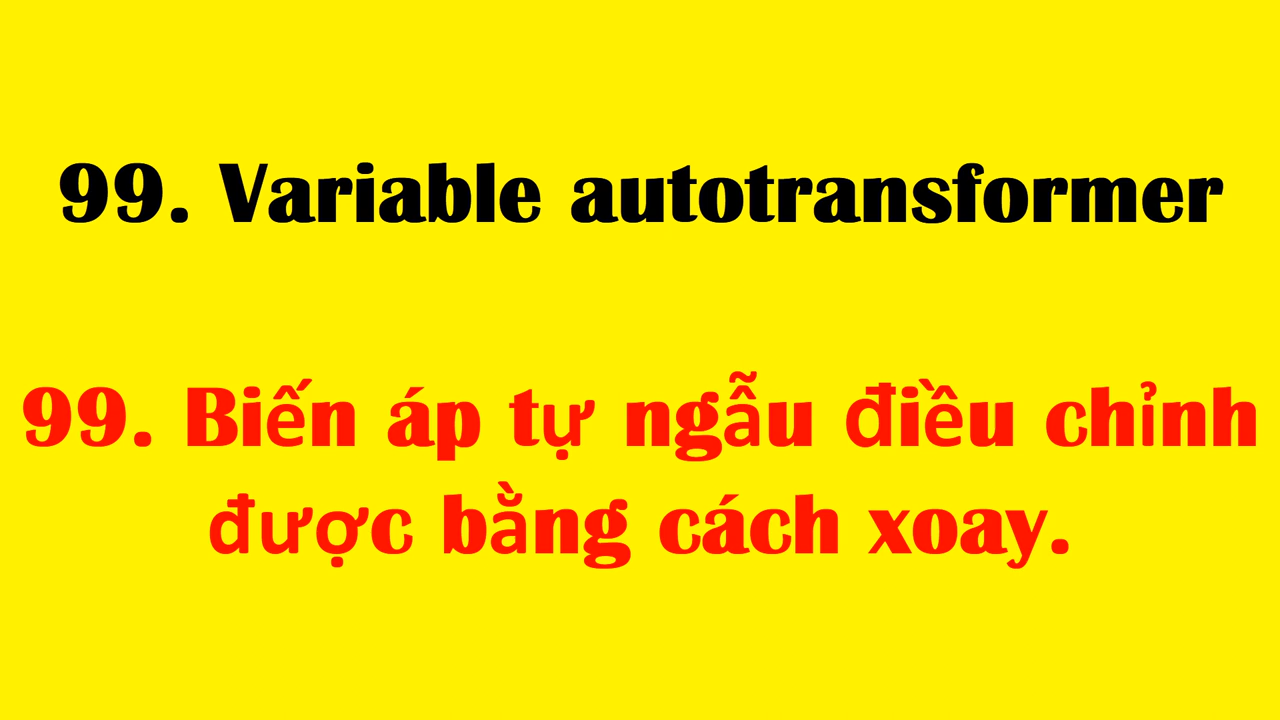 99. Variable autotransformer
99. Biến áp tự ngẫu điều chỉnh
được bằng cách xoay.